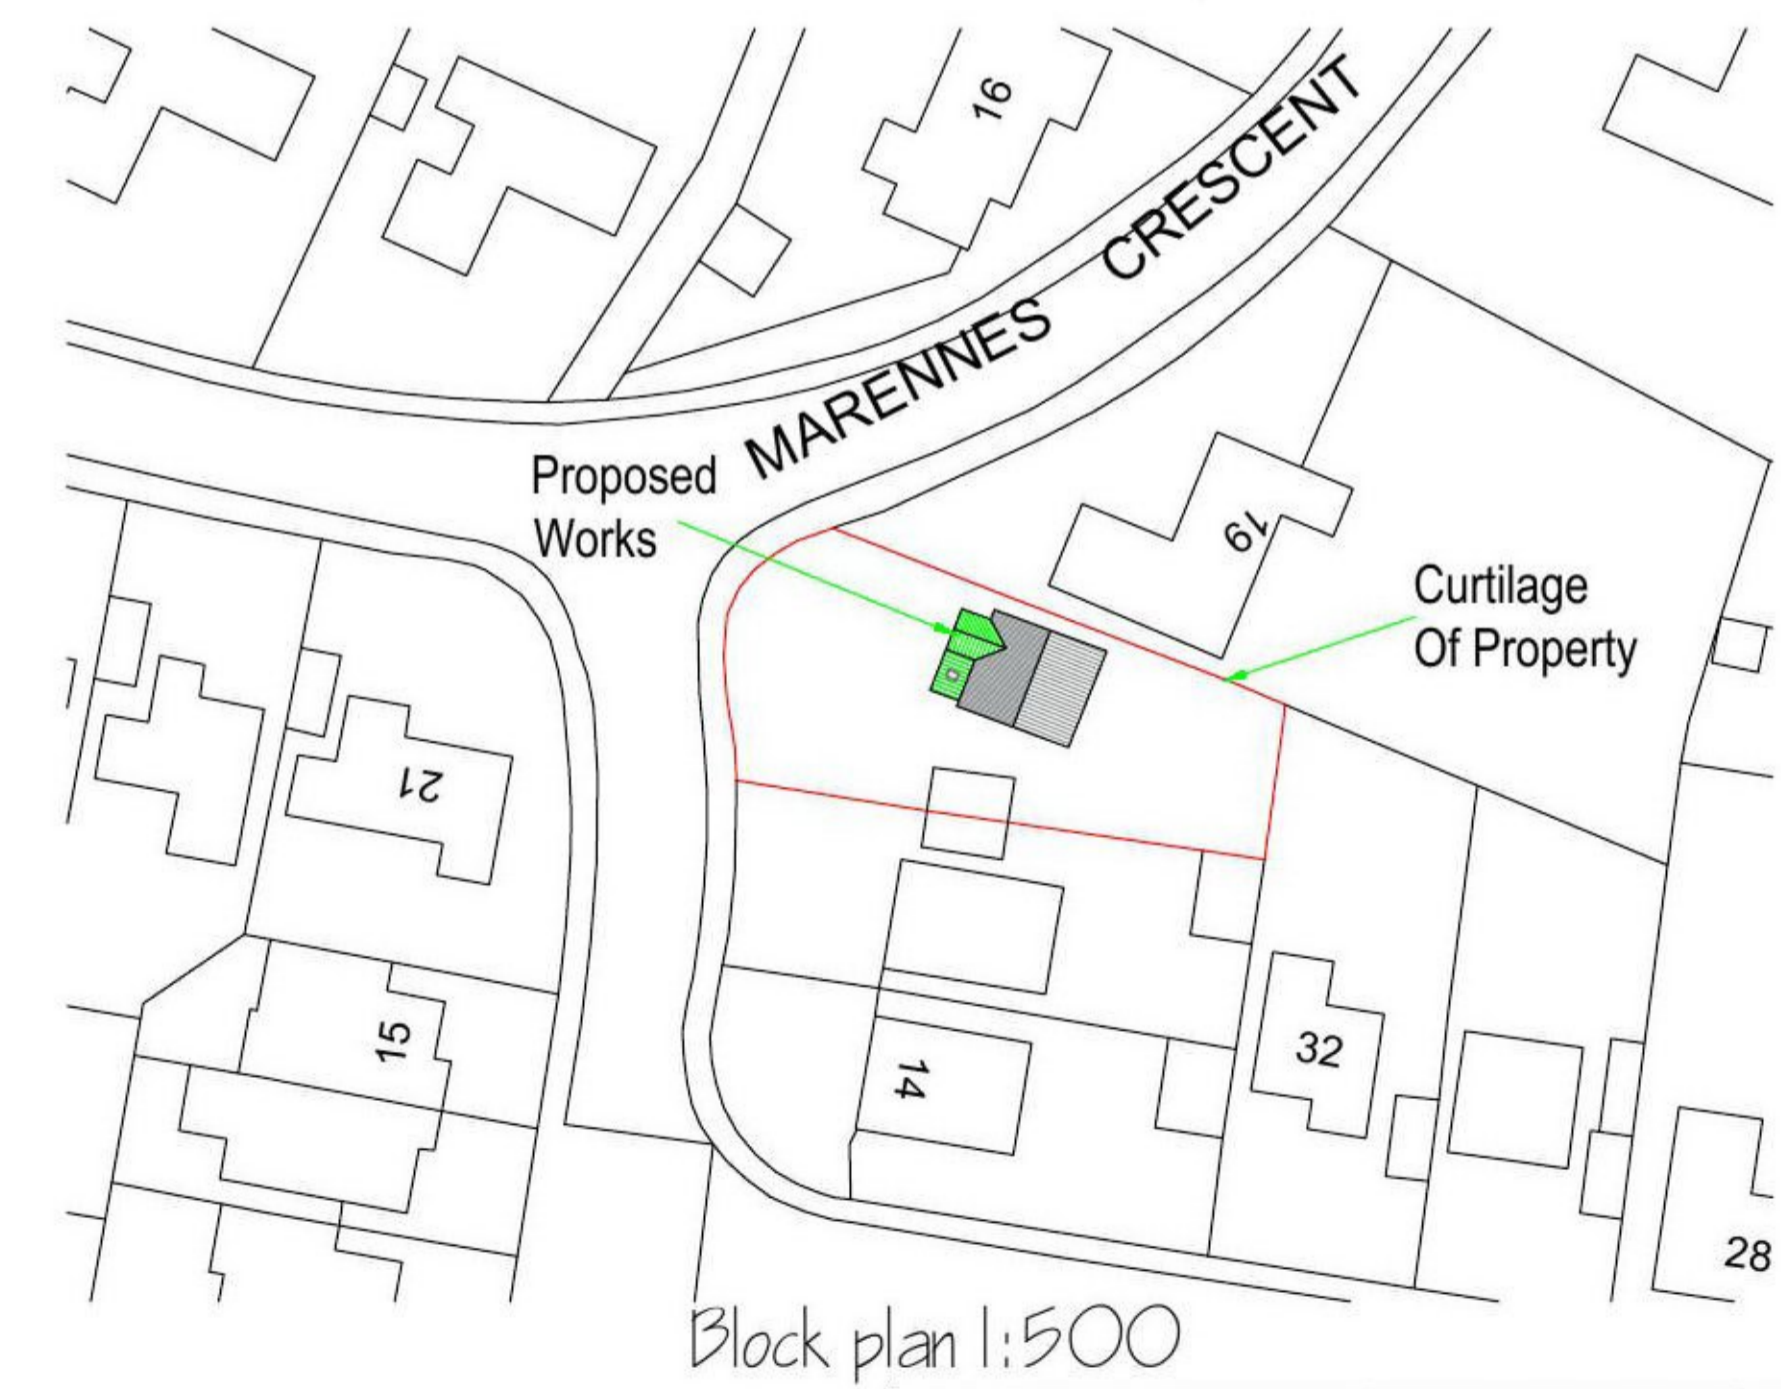 16
MARENNES CRESCENT
Proposed
Works
19
Curtilage
Of Property
21
15
14
32
28
Block plan 1:500